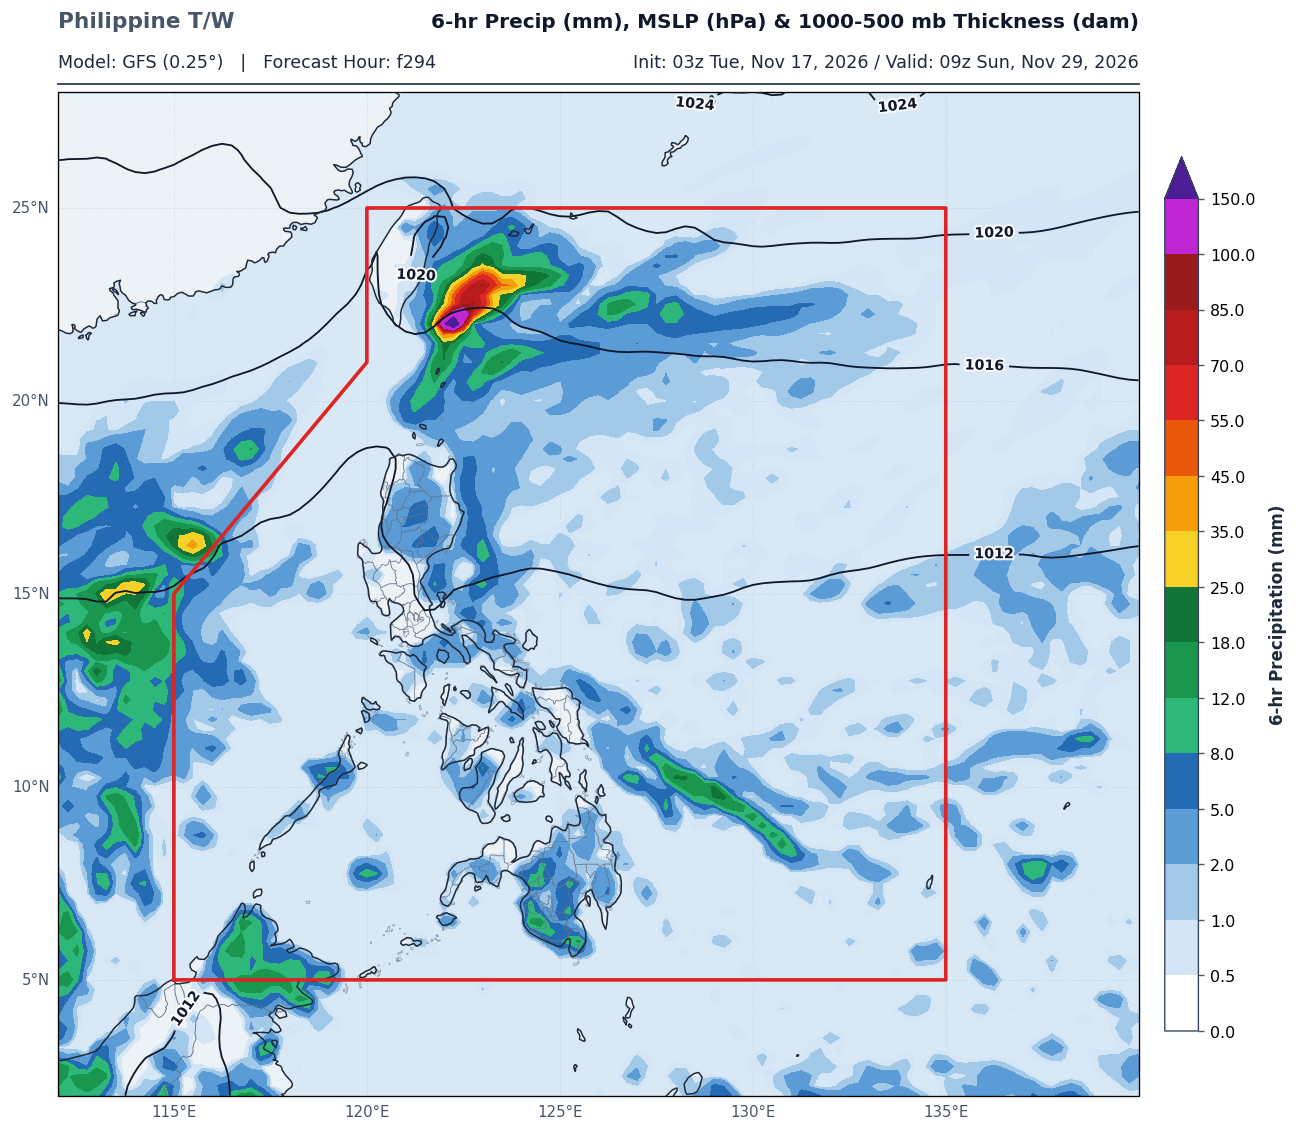 Philippine T/W
6-hr Precip (mm), MSLP (hPa) & 1000-500 mb Thickness (dam)
Model: GFS (0.25°) | Forecast Hour: f294
Init: 03z Tue, Nov 17, 2026 / Valid: 09z Sun, Nov 29, 2026
1024
1024
1020
1020
1016
1012
1012
25°N
20°N
15°N
10°N
5°N
115°E
120°E
125°E
130°E
135°E
150.0
100.0
85.0
70.0
55.0
45.0
35.0
25.0
18.0
12.0
8.0
5.0
2.0
1.0
0.5
0.0
6-hr Precipitation (mm)